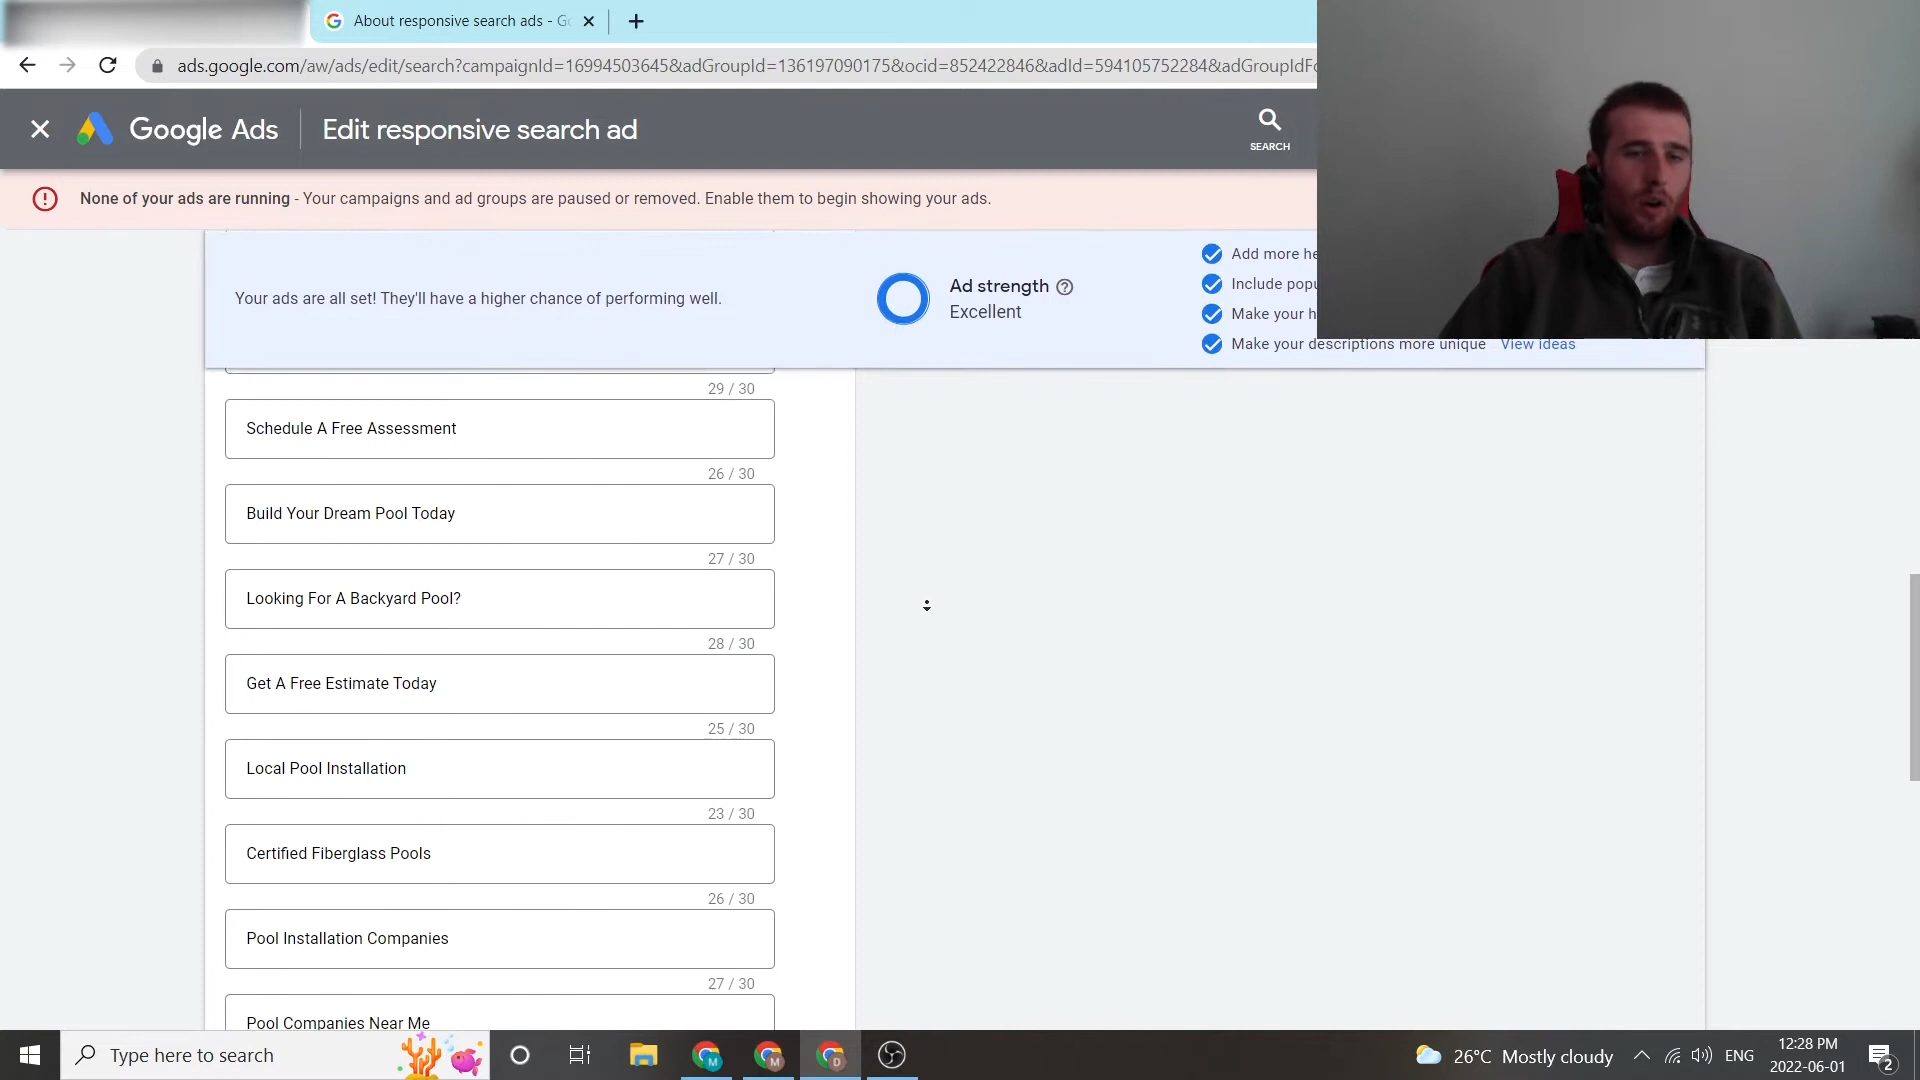 About responsive search ads - Go
ads.google.com/aw/ads/edit/search?campaignId=16994503645&adGroupId=136197090175&ocid=852422846&adId=594105752284&adGroupIdFo
Google Ads
Edit responsive search ad
SEARCH
None of your ads are running - Your campaigns and ad groups are paused or removed. Enable them to begin showing your ads.
Your ads are all set! They'll have a higher chance of performing well.
Ad strength
Excellent
Add more he
Include popu
Make your h
Make your descriptions more unique View ideas
29 / 30
Schedule A Free Assessment
26 / 30
Build Your Dream Pool Today
27 / 30
Looking For A Backyard Pool?
28 / 30
Get A Free Estimate Today
25 / 30
Local Pool Installation
23 / 30
Certified Fiberglass Pools
26 / 30
Pool Installation Companies
27 / 30
Pool Companies Near Me
Type here to search
M
M
D
26°C Mostly cloudy
ENG
12:28 PM
2022-06-01
2